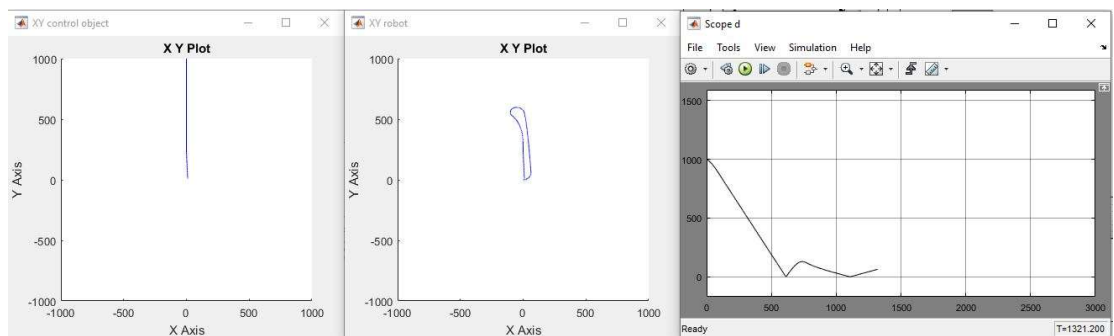 XY control object
X Y Plot
1000
500
0
-500
-1000
-1000 -500 0 500 1000
X Axis
Y Axis
XY robot
X Y Plot
1000
500
0
-500
-1000
-1000 -500 0 500 1000
X Axis
Y Axis
Scope d
File Tools View Simulation Help
1500
1000
500
0
0 500 1000 1500 2000 2500 3000
Ready T=1321.200